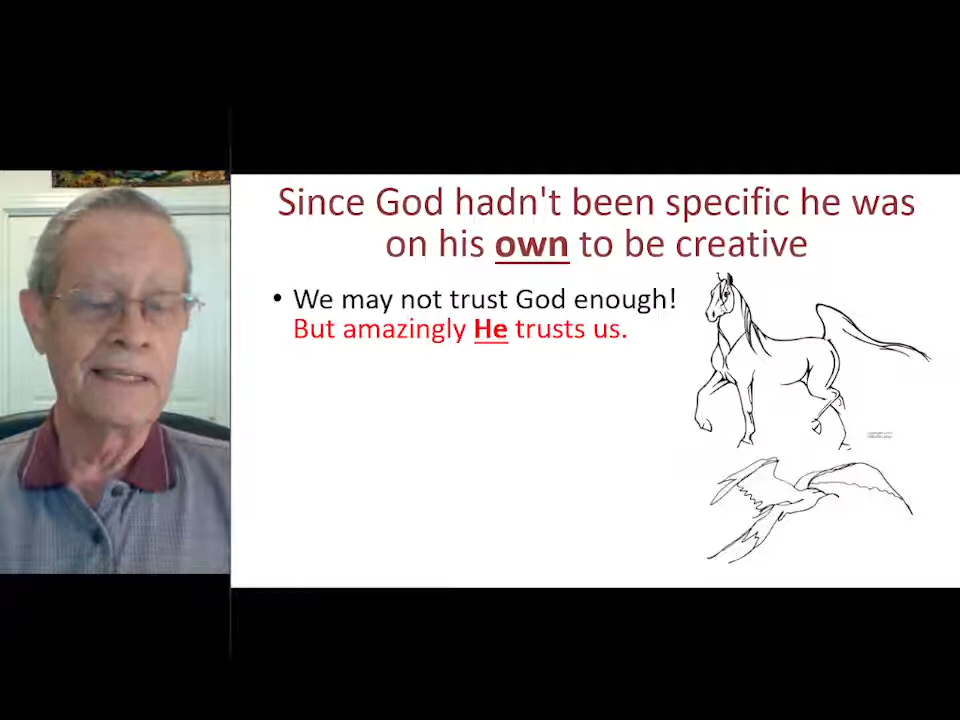 Since God hadn't been specific he was
on his own to be creative
• We may not trust God enough!
But amazingly He trusts us.